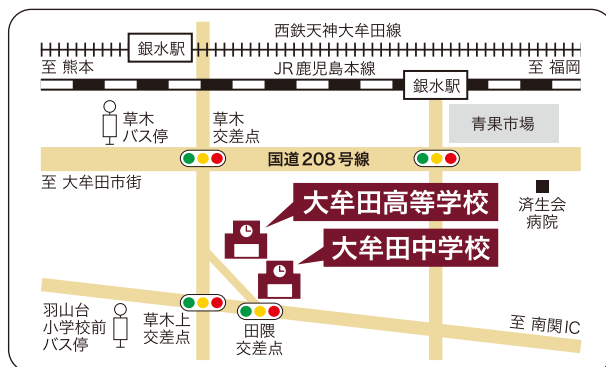 西鉄天神大牟田線
銀水駅
至 熊本
JR鹿児島本線
至 福岡
銀水駅
草木
バス停
草木
交差点
青果市場
国道208号線
至 大牟田市街
大牟田高等学校
済生会
病院
大牟田中学校
羽山台
小学校前
バス停
草木上
交差点
田隈
交差点
至 南関IC